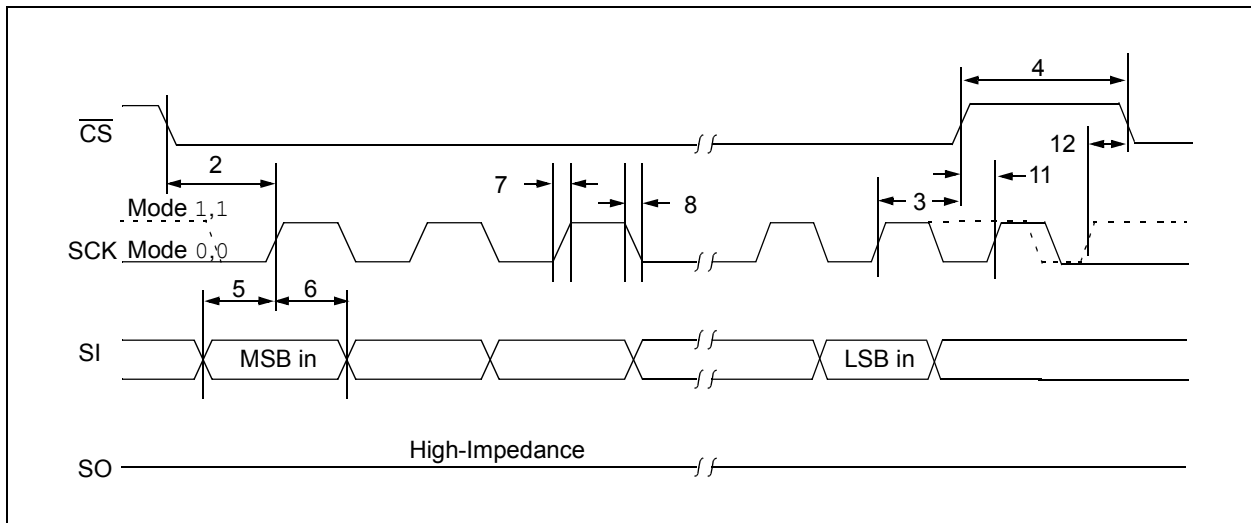 4
CS
12
2
7
8
3
11
Mode 1,1
SCK Mode 0,0
5 6
SI MSB in LSB in
High-Impedance
SO